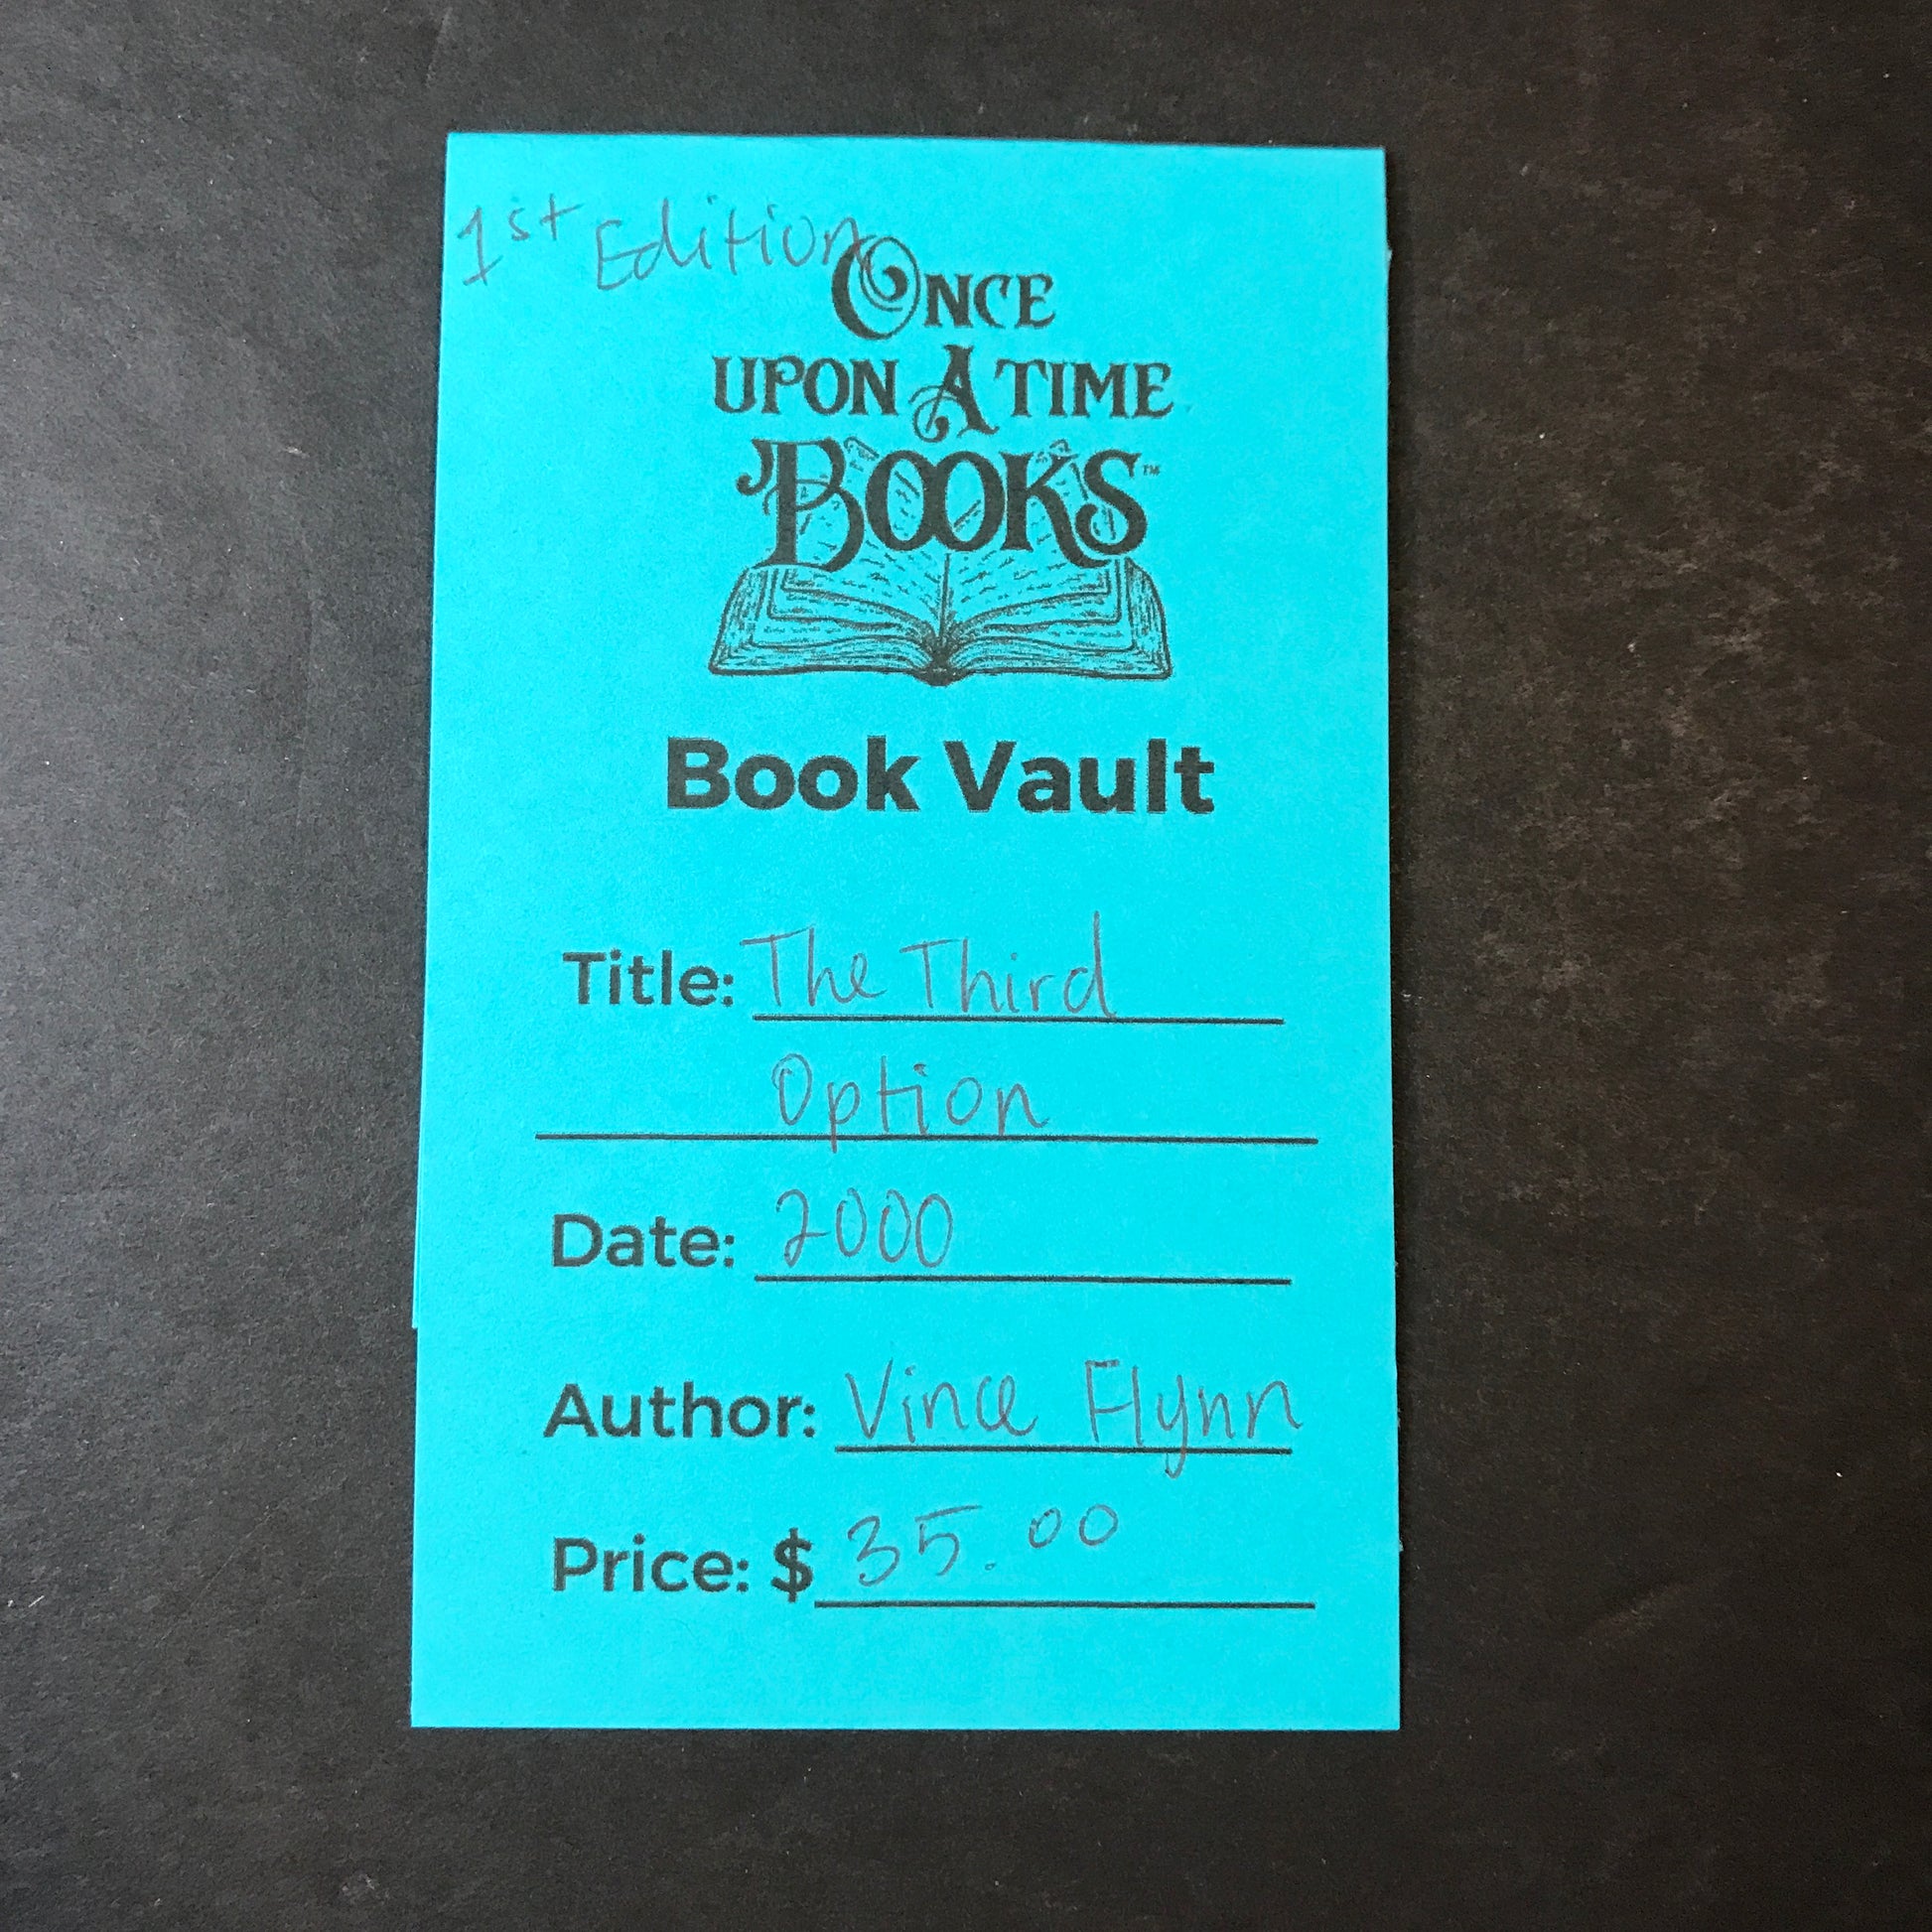 1st Edition
ONCE
UPON A TIME
BOOKS™
Book Vault
Title: The Third
Option
Date: 2000
Author: Vince Flynn
Price: $ 35.00